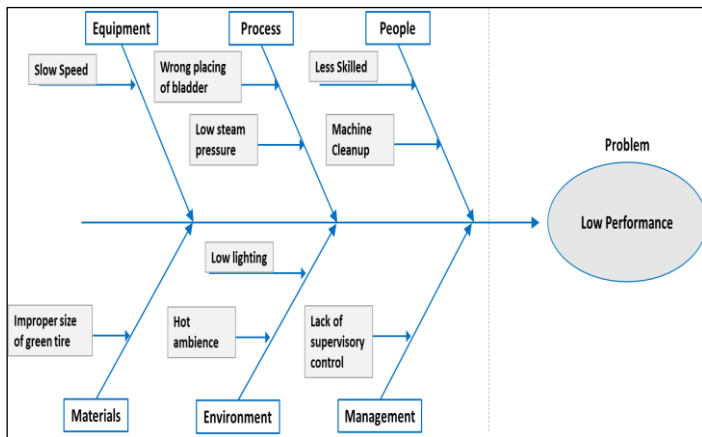 Equipment
Process
People
Slow Speed
Wrong placing
of bladder
Less Skilled
Low steam
pressure
Machine
Cleanup
Problem
Low Performance
Low lighting
Improper size
of green tire
Hot
ambience
Lack of
supervisory
control
Materials
Environment
Management